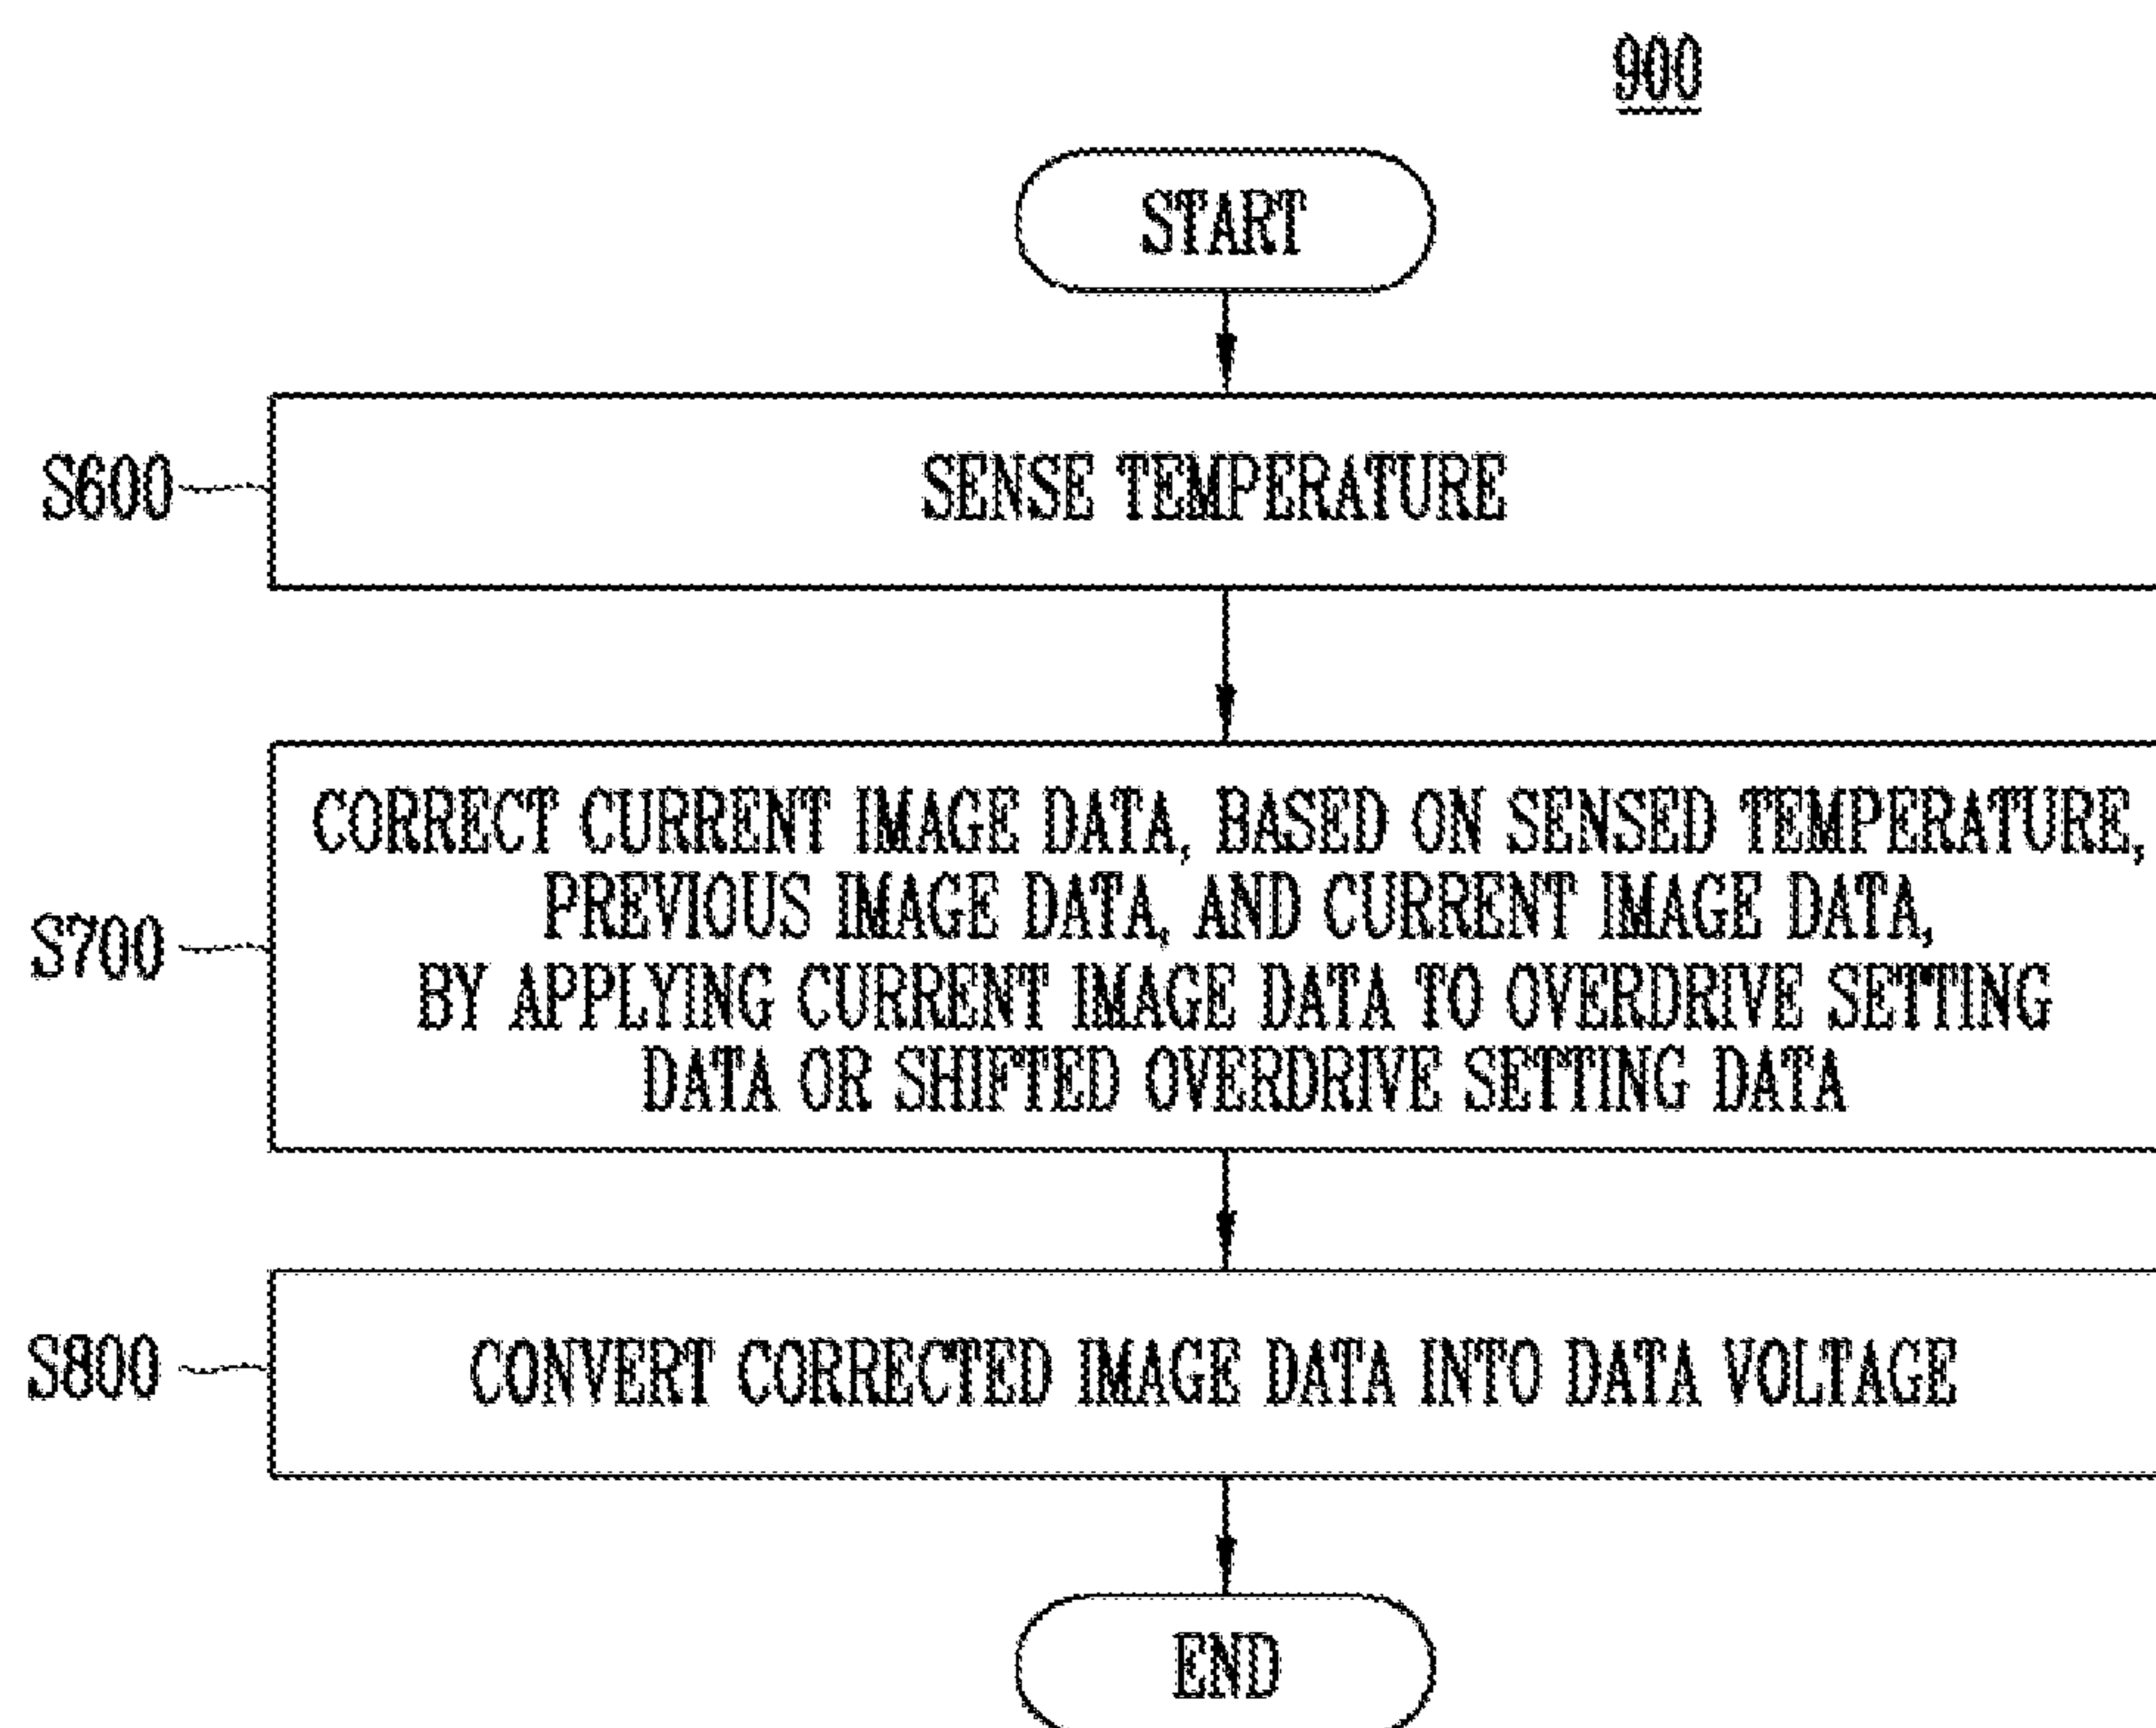 900
START
S600
SENSE TEMPERATURE
S700
CORRECT CURRENT IMAGE DATA, BASED ON SENSED TEMPERATURE,
PREVIOUS IMAGE DATA, AND CURRENT IMAGE DATA,
BY APPLYING CURRENT IMAGE DATA TO OVERDRIVE SETTING
DATA OR SHIFTED OVERDRIVE SETTING DATA
S800
CONVERT CORRECTED IMAGE DATA INTO DATA VOLTAGE
END